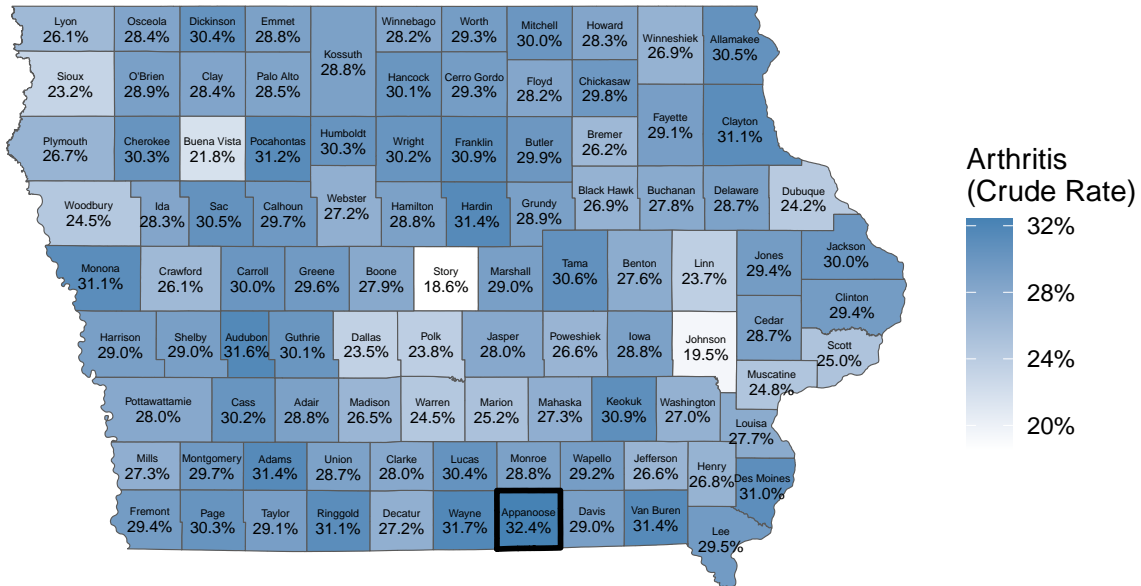 Lyon
26.1%
Osceola
28.4%
Dickinson
30.4%
Emmet
28.8%
Kossuth
28.8%
Winnebago
28.2%
Worth
29.3%
Mitchell
30.0%
Howard
28.3%
Winneshiek
26.9%
Allamakee
30.5%
Sioux
23.2%
O'Brien
28.9%
Clay
28.4%
Palo Alto
28.5%
Hancock
30.1%
Cerro Gordo
29.3%
Floyd
28.2%
Chickasaw
29.8%
Plymouth
26.7%
Cherokee
30.3%
Buena Vista
21.8%
Pocahontas
31.2%
Humboldt
30.3%
Wright
30.2%
Franklin
30.9%
Butler
29.9%
Bremer
26.2%
Fayette
29.1%
Clayton
31.1%
Woodbury
24.5%
Ida
28.3%
Sac
30.5%
Calhoun
29.7%
Webster
27.2%
Hamilton
28.8%
Hardin
31.4%
Grundy
28.9%
Black Hawk
26.9%
Buchanan
27.8%
Delaware
28.7%
Dubuque
24.2%
Monona
31.1%
Crawford
26.1%
Carroll
30.0%
Greene
29.6%
Boone
27.9%
Story
18.6%
Marshall
29.0%
Tama
30.6%
Benton
27.6%
Linn
23.7%
Jones
29.4%
Jackson
30.0%
Clinton
29.4%
Harrison
29.0%
Shelby
29.0%
Audubon
31.6%
Guthrie
30.1%
Dallas
23.5%
Polk
23.8%
Jasper
28.0%
Poweshiek
26.6%
Iowa
28.8%
Johnson
19.5%
Cedar
28.7%
Scott
25.0%
Muscatine
24.8%
Pottawattamie
28.0%
Cass
30.2%
Adair
28.8%
Madison
26.5%
Warren
24.5%
Marion
25.2%
Mahaska
27.3%
Keokuk
30.9%
Washington
27.0%
Louisa
27.7%
Mills
27.3%
Montgomery
29.7%
Adams
31.4%
Union
28.7%
Clarke
28.0%
Lucas
30.4%
Monroe
28.8%
Wapello
29.2%
Jefferson
26.6%
Henry
26.8%
Des Moines
31.0%
Fremont
29.4%
Page
30.3%
Taylor
29.1%
Ringgold
31.1%
Decatur
27.2%
Wayne
31.7%
Appanoose
32.4%
Davis
29.0%
Van Buren
31.4%
Lee
29.5%
Arthritis
(Crude Rate)
32%
28%
24%
20%